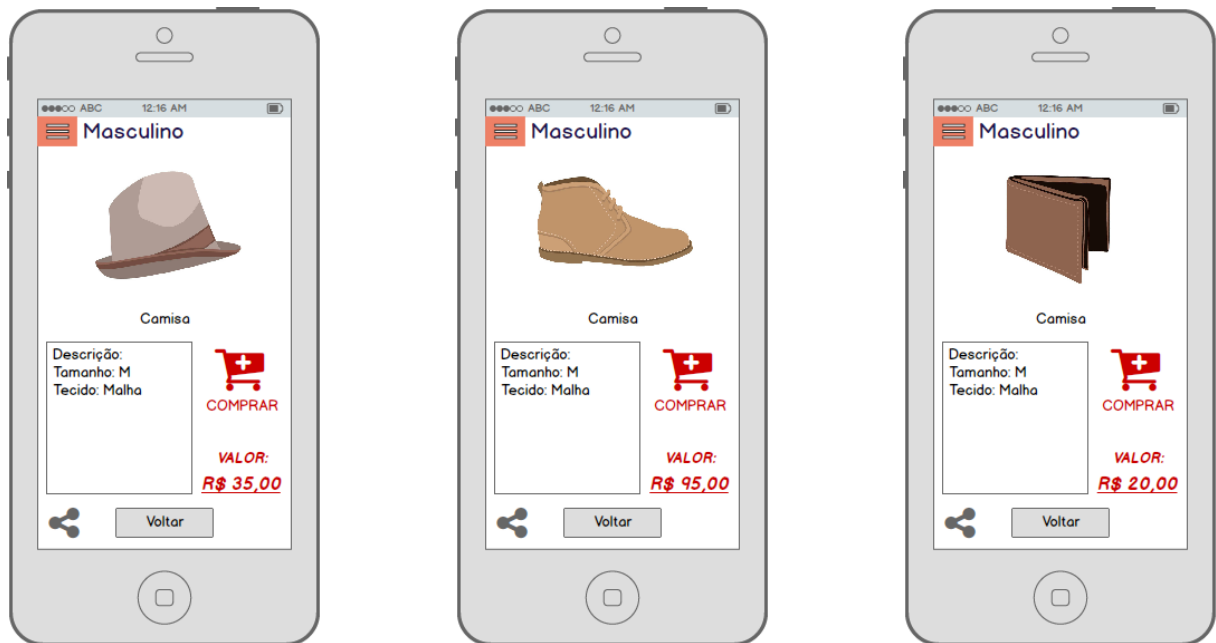 ABC 12:16 AM
Masculino
Camisa
Descrição:
Tamanho: M
Tecido: Malha
COMPRAR
VALOR:
R$ 35,00
Voltar
ABC 12:16 AM
Masculino
Camisa
Descrição:
Tamanho: M
Tecido: Malha
COMPRAR
VALOR:
R$ 95,00
Voltar
ABC 12:16 AM
Masculino
Camisa
Descrição:
Tamanho: M
Tecido: Malha
COMPRAR
VALOR:
R$ 20,00
Voltar